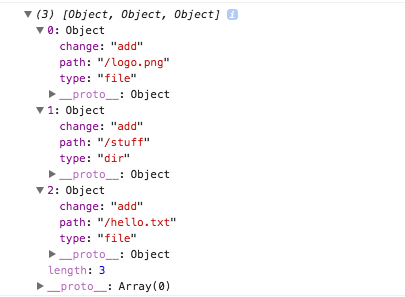 (3) [Object, Object, Object] i
0: Object
change: "add"
path: "/logo.png"
type: "file"
__proto__: Object
1: Object
change: "add"
path: "/stuff"
type: "dir"
__proto__: Object
2: Object
change: "add"
path: "/hello.txt"
type: "file"
__proto__: Object
length: 3
__proto__: Array(0)